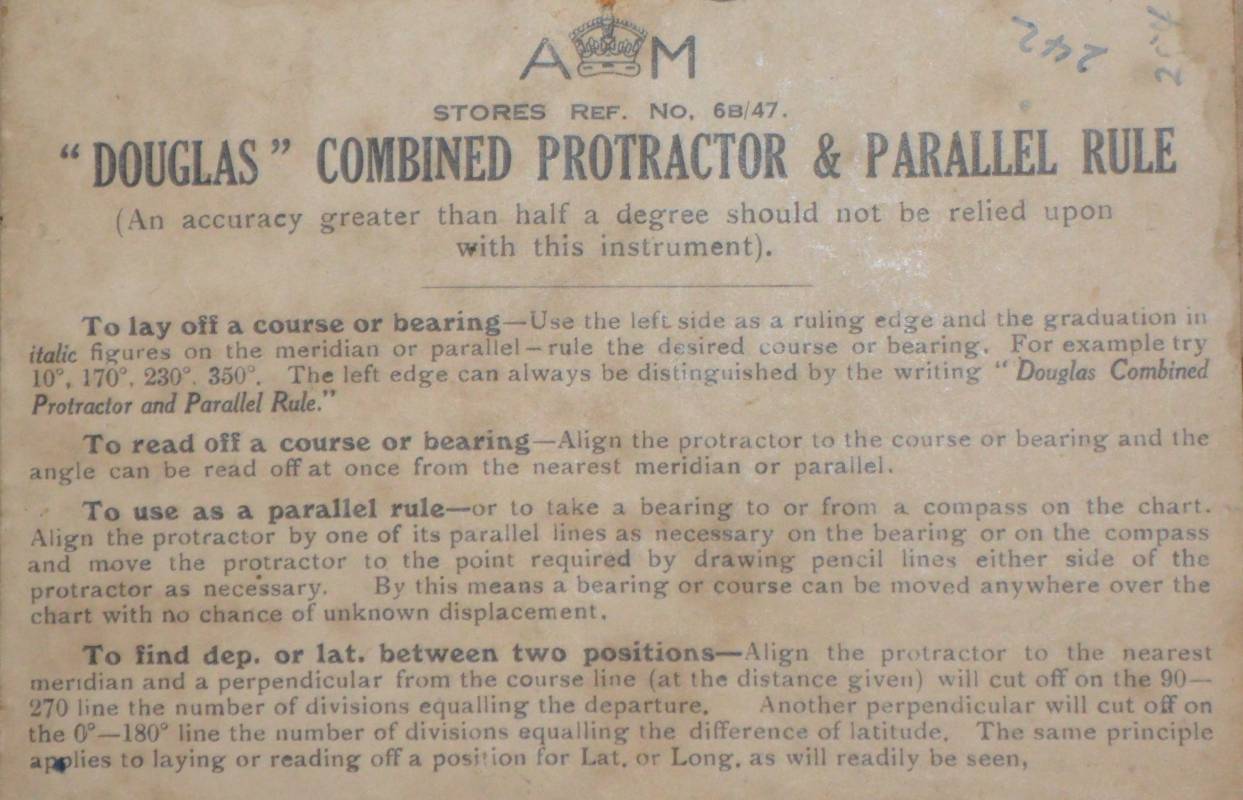 A M
242
STORES REF. No. 6B/47.
“ DOUGLAS ” COMBINED PROTRACTOR & PARALLEL RULE
(An accuracy greater than half a degree should not be relied upon
with this instrument).
To lay off a course or bearing—Use the left side as a ruling edge and the graduation in
italic figures on the meridian or parallel—rule the desired course or bearing. For example try
10°, 170°, 230°. 350°. The left edge can always be distinguished by the writing “ Douglas Combined
Protractor and Parallel Rule.”
To read off a course or bearing—Align the protractor to the course or bearing and the
angle can be read off at once from the nearest meridian or parallel.
To use as a parallel rule—or to take a bearing to or from a compass on the chart.
Align the protractor by one of its parallel lines as necessary on the bearing or on the compass
and move the protractor to the point required by drawing pencil lines either side of the
protractor as necessary. By this means a bearing or course can be moved anywhere over the
chart with no chance of unknown displacement.
To find dep. or lat. between two positions—Align the protractor to the nearest
meridian and a perpendicular from the course line (at the distance given) will cut off on the 90—
270 line the number of divisions equalling the departure. Another perpendicular will cut off on
the 0°—180° line the number of divisions equalling the difference of latitude. The same principle
applies to laying or reading off a position for Lat. or Long. as will readily be seen,